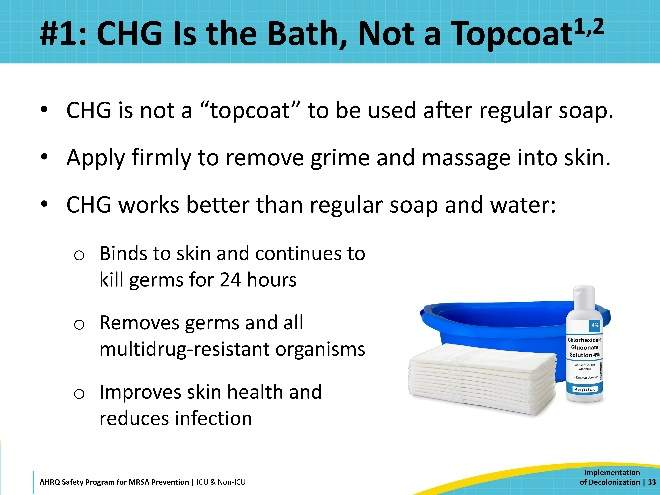 #1: CHG Is the Bath, Not a Topcoat1,2
• CHG is not a “topcoat” to be used after regular soap.
• Apply firmly to remove grime and massage into skin.
• CHG works better than regular soap and water:
o Binds to skin and continues to
kill germs for 24 hours
o Removes germs and all
multidrug-resistant organisms
o Improves skin health and
reduces infection
4%
Chlorhexidine
Gluconate
Solution 4%
AHRQ Safety Program for MRSA Prevention | ICU & Non-ICU
Implementation
of Decolonization | 33